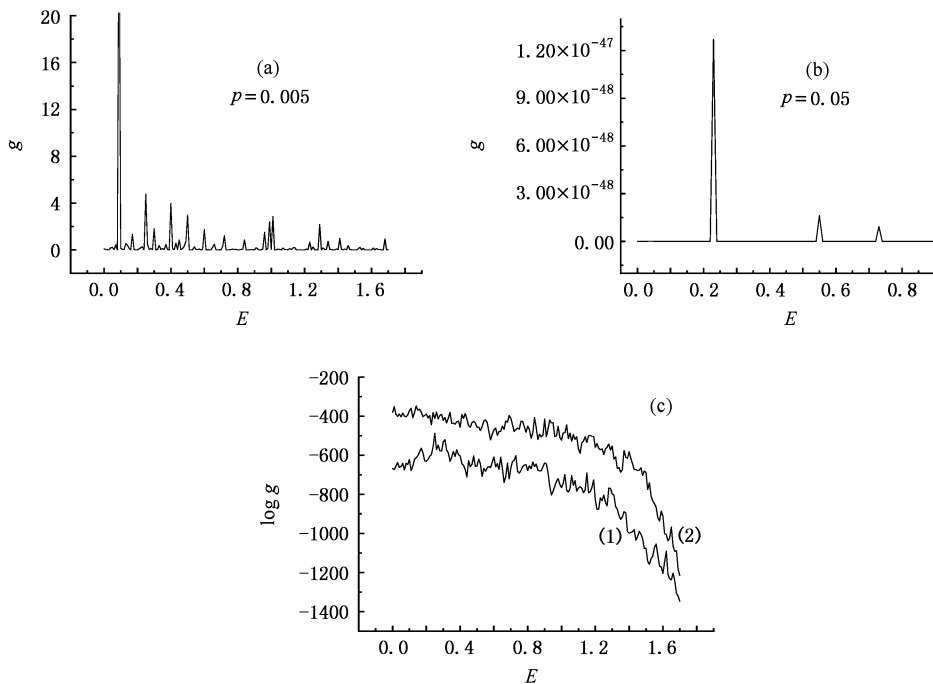 20
16
12
8
4
0
g
(a)
p=0.005
0.0 0.4 0.8 1.2 1.6
E
1.20×10⁻⁴⁷
9.00×10⁻⁴⁸
6.00×10⁻⁴⁸
3.00×10⁻⁴⁸
0.00
g
(b)
p=0.05
0.0 0.2 0.4 0.6 0.8
E
−200
−400
−600
−800
−1000
−1200
−1400
log g
(c)
(1)
(2)
0.0 0.4 0.8 1.2 1.6
E